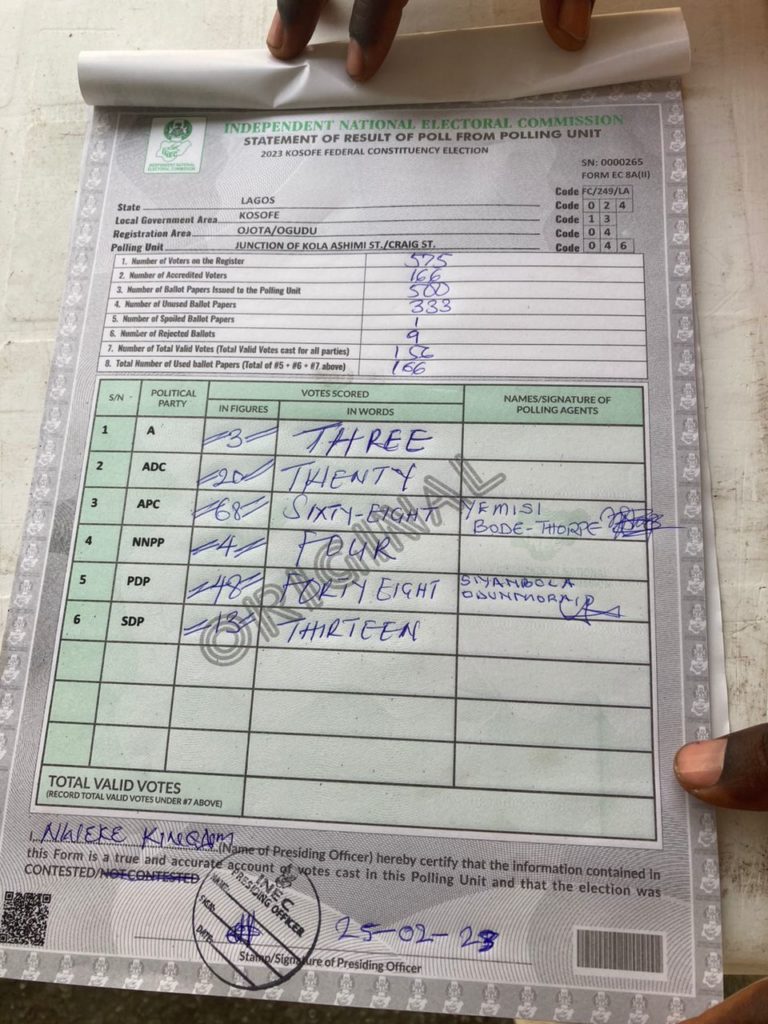 INDEPENDENT NATIONAL ELECTORAL COMMISSION
STATEMENT OF RESULT OF POLL FROM POLLING UNIT
2023 KOSOFE FEDERAL CONSTITUENCY ELECTION
INDEPENDENT NATIONAL ELECTORAL COMMISSION
SN: 0000265
FORM EC 8A(II)
Code FC/249/LA
State LAGOS Code 0 2 4
Local Government Area KOSOFE Code 1 3
Registration Area OJOTA/OGUDU Code 0 4
Polling Unit JUNCTION OF KOLA ASHIMI ST./CRAIG ST. Code 0 4 6
1. Number of Voters on the Register 575
2. Number of Accredited Voters 166
3. Number of Ballot Papers Issued to the Polling Unit 500
4. Number of Unused Ballot Papers 333
5. Number of Spoiled Ballot Papers 1
6. Number of Rejected Ballots 9
7. Number of Total Valid Votes (Total Valid Votes cast for all parties) 156
8. Total Number of Used ballot Papers (Total of #5 + #6 + #7 above) 166
S/N POLITICAL PARTY VOTES SCORED NAMES/SIGNATURE OF POLLING AGENTS
IN FIGURES IN WORDS
1 A =3= THREE
2 ADC =20= TWENTY
3 APC =68= SIXTY-EIGHT YEMISI BODE-THORPE
4 NNPP =4= FOUR
5 PDP =48= FORTY EIGHT SIYANBOLA
6 SDP =13= THIRTEEN
ORIGINAL
TOTAL VALID VOTES
(RECORD TOTAL VALID VOTES UNDER #7 ABOVE)
I, NWEKE KINGDOM (Name of Presiding Officer) hereby certify that the information contained in
this Form is a true and accurate account of votes cast in this Polling Unit and that the election was
CONTESTED/NOT CONTESTED
INEC
PRESIDING OFFICER
SIGN:
DATE:
25-02-23
Stamp/Signature of Presiding Officer